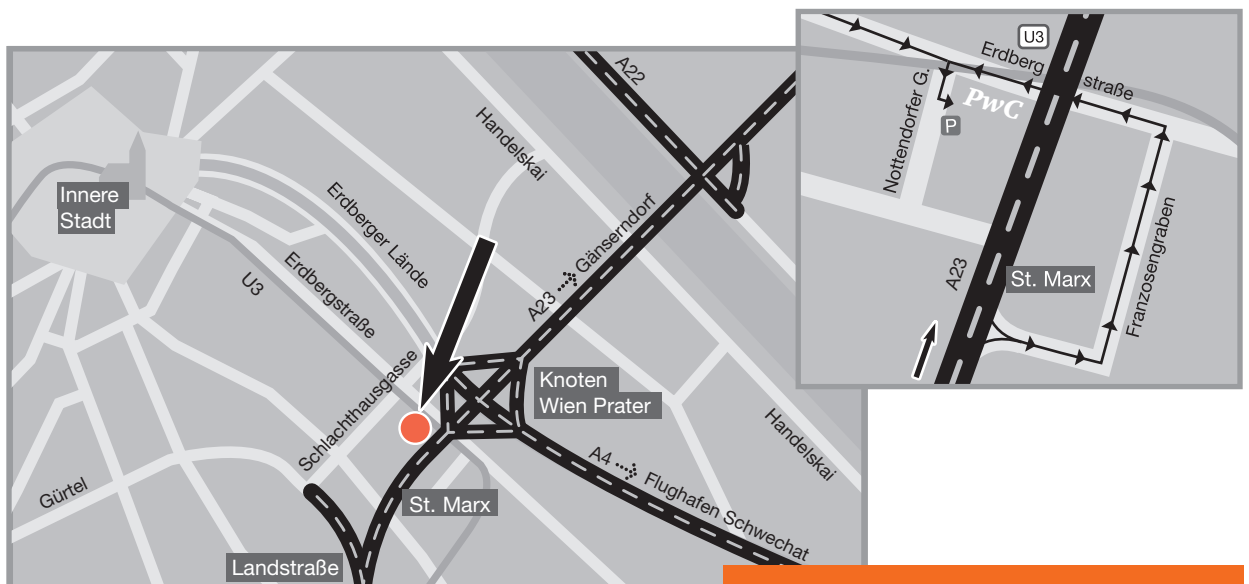 Innere
Stadt
U3
Erdberger Lände
Erdbergstraße
Handelskai
A22
A23
Gänserndorf
Schlachthausgasse
Knoten
Wien Prater
Handelskai
Gürtel
St. Marx
A4
Flughafen Schwechat
Landstraße
U3
Erdberg straße
Nottendorfer G.
PwC
P
A23
St. Marx
Franzosengraben